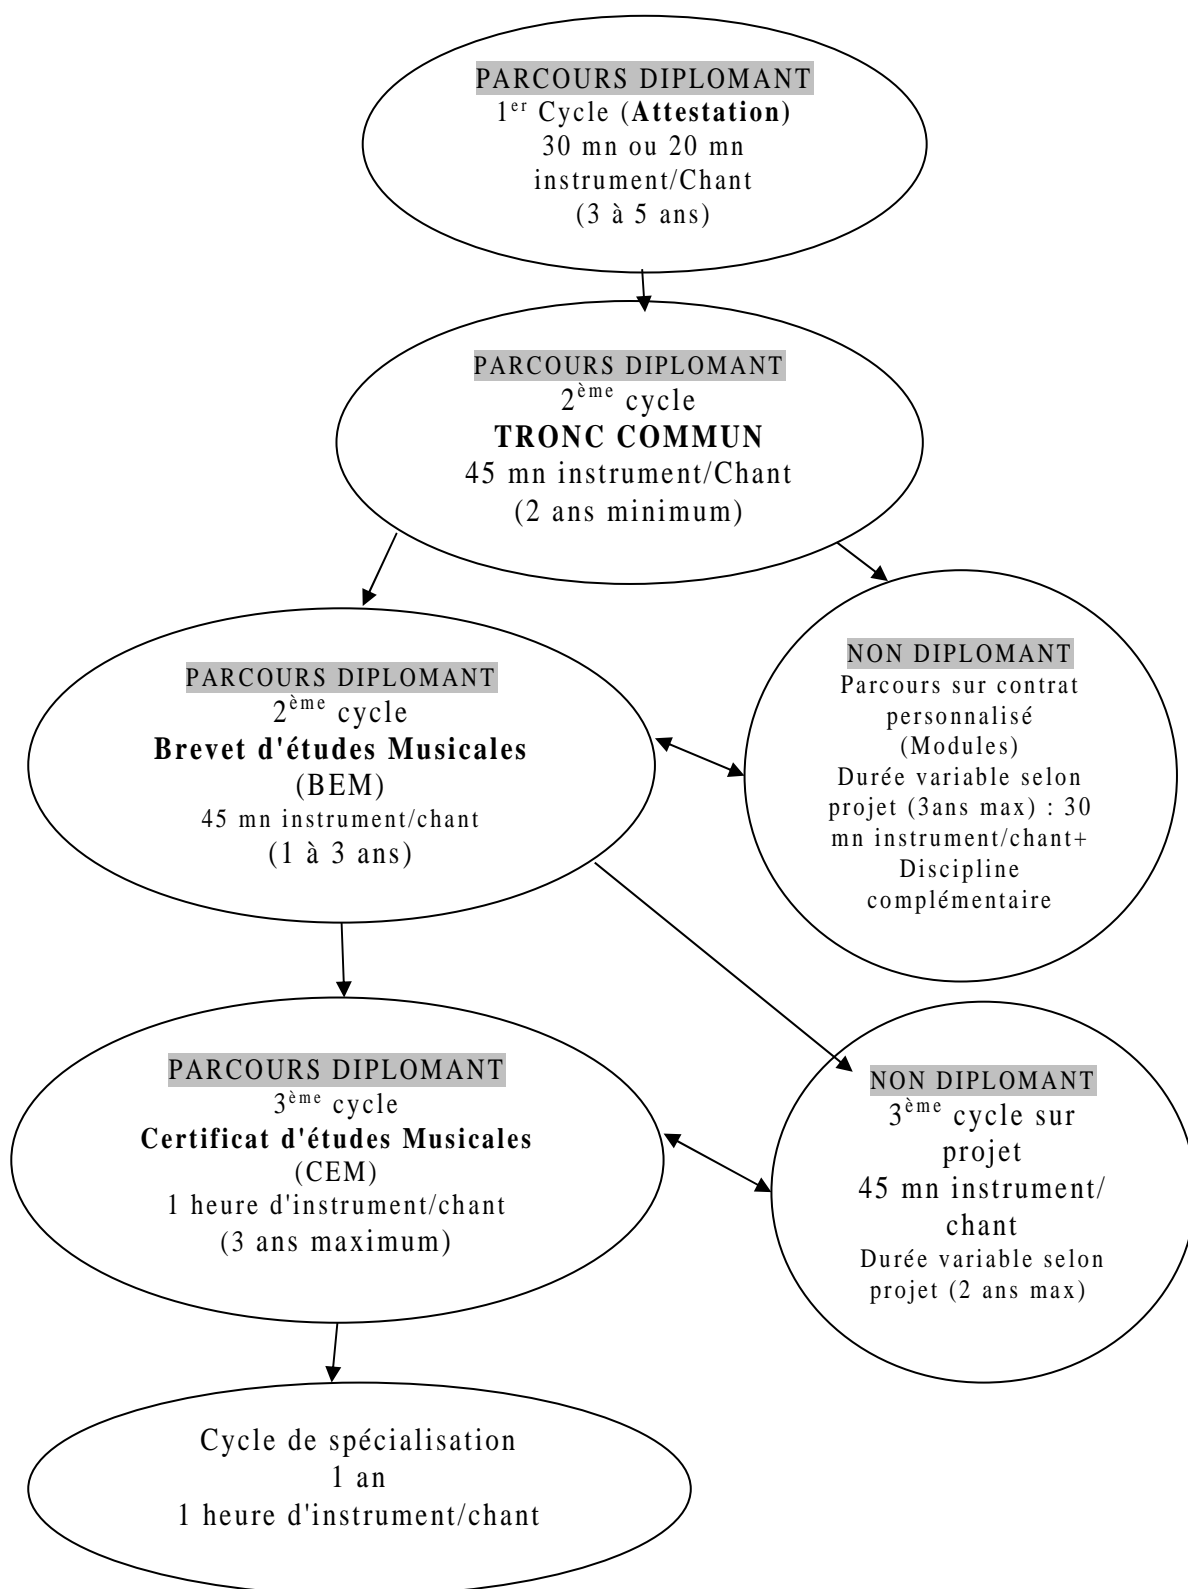 PARCOURS DIPLOMANT
1er Cycle (Attestation)
30 mn ou 20 mn
instrument/Chant
(3 à 5 ans)
PARCOURS DIPLOMANT
2ème cycle
TRONC COMMUN
45 mn instrument/Chant
(2 ans minimum)
PARCOURS DIPLOMANT
2ème cycle
Brevet d'études Musicales
(BEM)
45 mn instrument/chant
(1 à 3 ans)
NON DIPLOMANT
Parcours sur contrat
personnalisé
(Modules)
Durée variable selon
projet (3ans max) : 30
mn instrument/chant+
Discipline
complémentaire
PARCOURS DIPLOMANT
3ème cycle
Certificat d'études Musicales
(CEM)
1 heure d'instrument/chant
(3 ans maximum)
NON DIPLOMANT
3ème cycle sur
projet
45 mn instrument/
chant
Durée variable selon
projet (2 ans max)
Cycle de spécialisation
1 an
1 heure d'instrument/chant